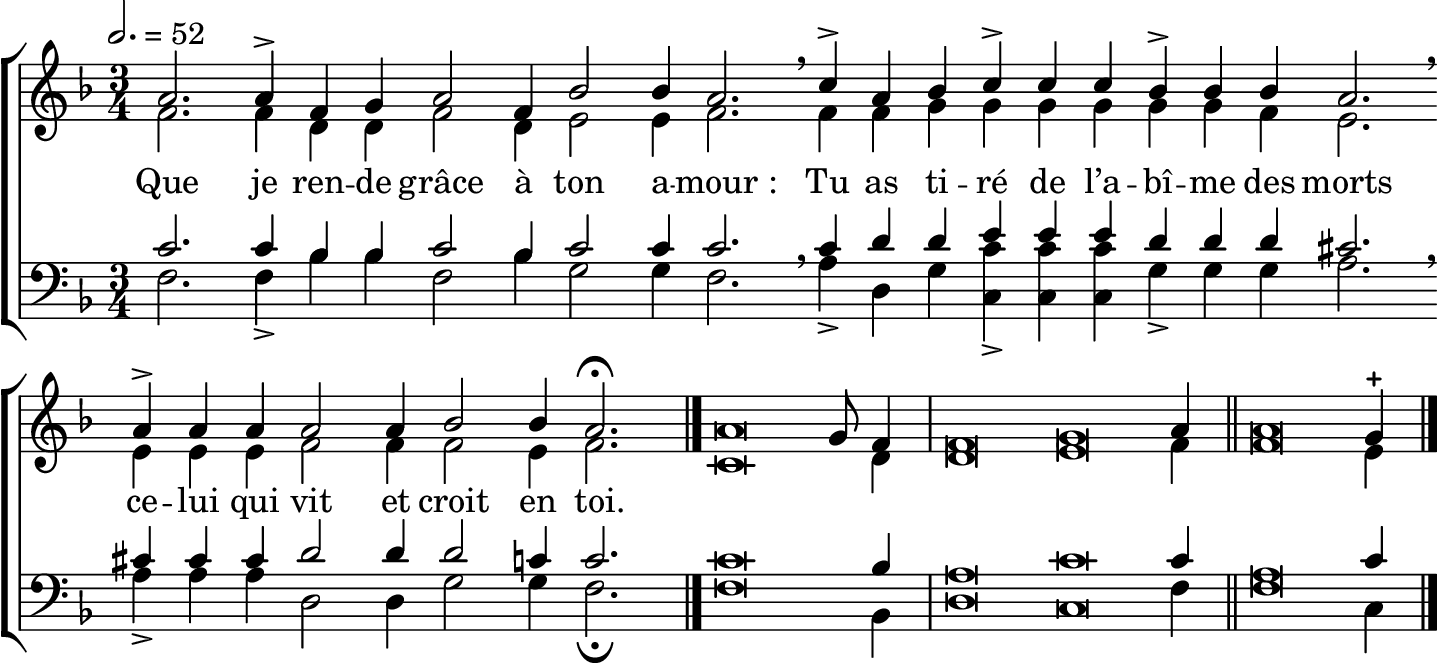 𝅗𝅥. = 52
Que je ren -- de grâce à ton a -- mour : Tu as ti -- ré de l’a -- bî -- me des morts
ce -- lui qui vit et croit en toi.